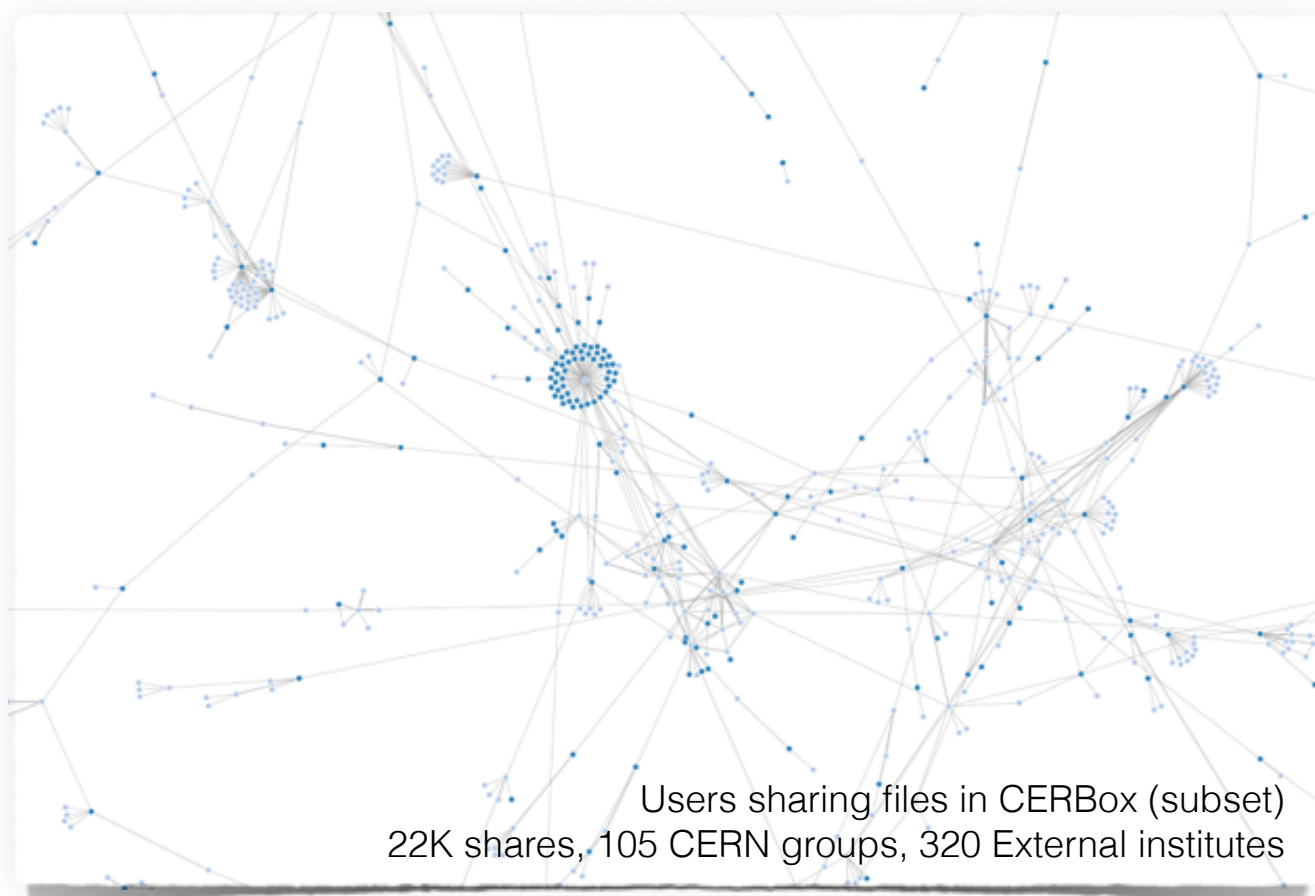 Users sharing files in CERBox (subset)
22K shares, 105 CERN groups, 320 External institutes